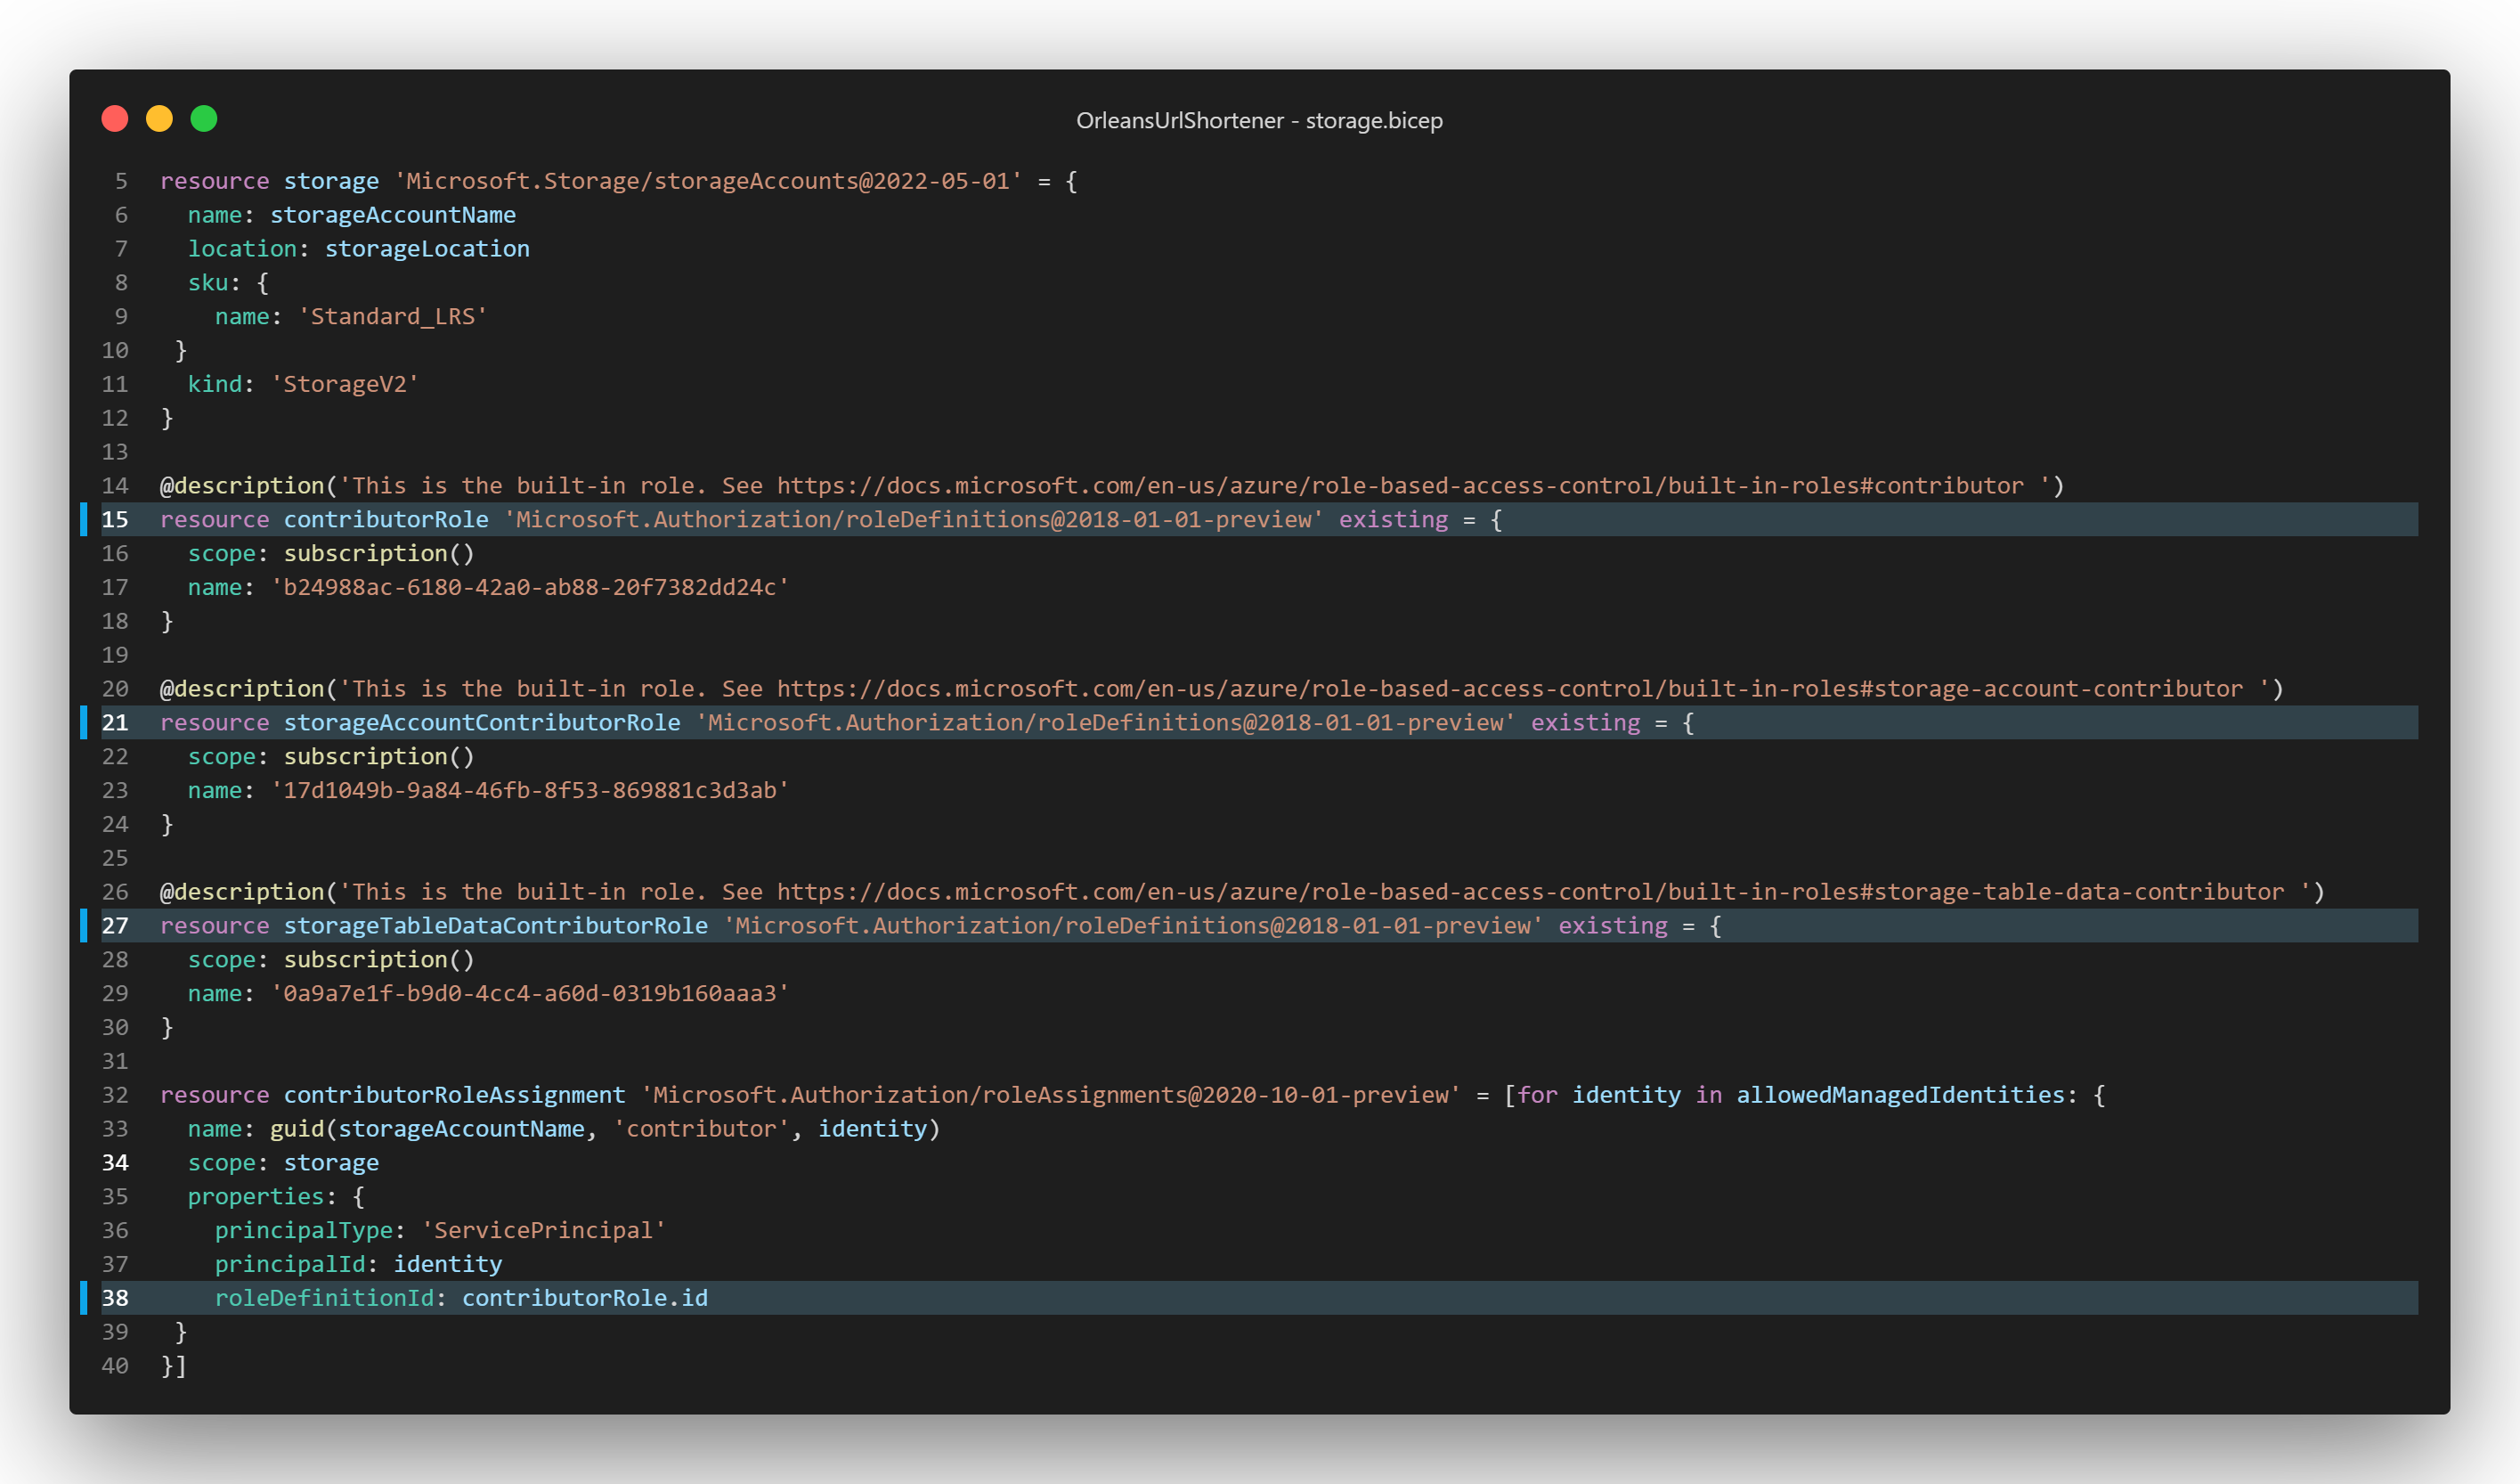 OrleansUrlShortener - storage.bicep
5 resource storage 'Microsoft.Storage/storageAccounts@2022-05-01' = {
6   name: storageAccountName
7   location: storageLocation
8   sku: {
9     name: 'Standard_LRS'
10  }
11   kind: 'StorageV2'
12 }
13
14 @description('This is the built-in role. See https://docs.microsoft.com/en-us/azure/role-based-access-control/built-in-roles#contributor ')
15 resource contributorRole 'Microsoft.Authorization/roleDefinitions@2018-01-01-preview' existing = {
16   scope: subscription()
17   name: 'b24988ac-6180-42a0-ab88-20f7382dd24c'
18 }
19
20 @description('This is the built-in role. See https://docs.microsoft.com/en-us/azure/role-based-access-control/built-in-roles#storage-account-contributor ')
21 resource storageAccountContributorRole 'Microsoft.Authorization/roleDefinitions@2018-01-01-preview' existing = {
22   scope: subscription()
23   name: '17d1049b-9a84-46fb-8f53-869881c3d3ab'
24 }
25
26 @description('This is the built-in role. See https://docs.microsoft.com/en-us/azure/role-based-access-control/built-in-roles#storage-table-data-contributor ')
27 resource storageTableDataContributorRole 'Microsoft.Authorization/roleDefinitions@2018-01-01-preview' existing = {
28   scope: subscription()
29   name: '0a9a7e1f-b9d0-4cc4-a60d-0319b160aaa3'
30 }
31
32 resource contributorRoleAssignment 'Microsoft.Authorization/roleAssignments@2020-10-01-preview' = [for identity in allowedManagedIdentities: {
33   name: guid(storageAccountName, 'contributor', identity)
34   scope: storage
35   properties: {
36     principalType: 'ServicePrincipal'
37     principalId: identity
38     roleDefinitionId: contributorRole.id
39  }
40 }]